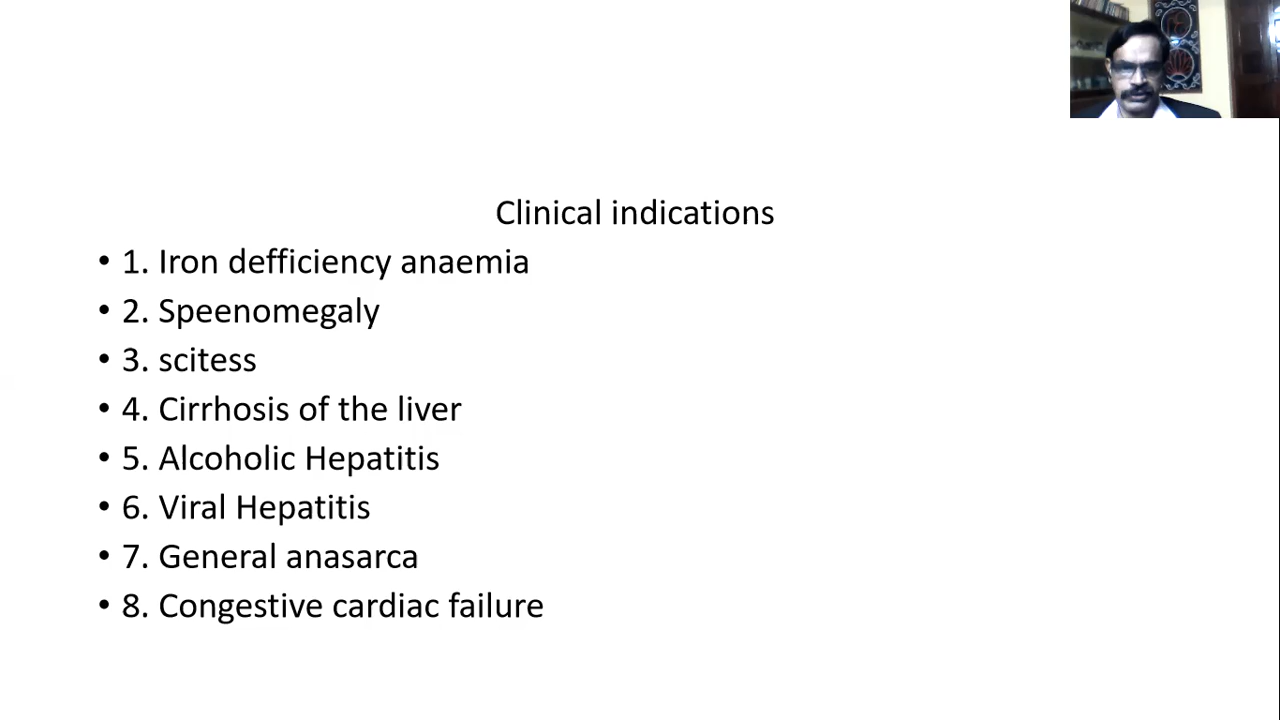 Clinical indications
• 1. Iron defficiency anaemia
• 2. Speenomegaly
• 3. scitess
• 4. Cirrhosis of the liver
• 5. Alcoholic Hepatitis
• 6. Viral Hepatitis
• 7. General anasarca
• 8. Congestive cardiac failure